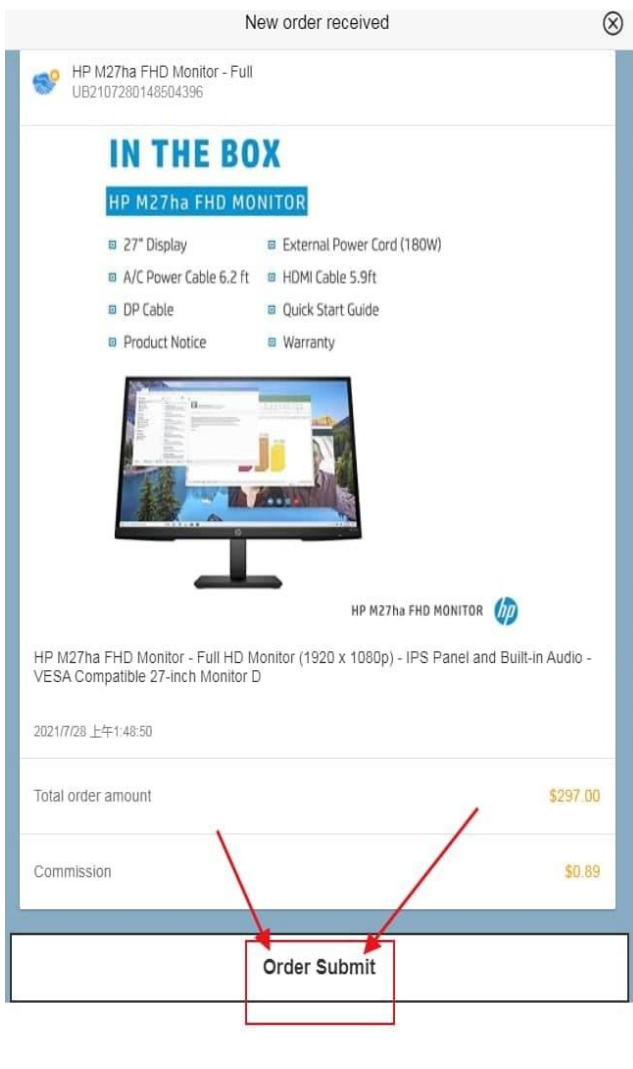 New order received
HP M27ha FHD Monitor - Full
UB2107280148504396
IN THE BOX
HP M27ha FHD MONITOR
27" Display
External Power Cord (180W)
A/C Power Cable 6.2 ft
HDMI Cable 5.9ft
DP Cable
Quick Start Guide
Product Notice
Warranty
HP M27ha FHD MONITOR hp
HP M27ha FHD Monitor - Full HD Monitor (1920 x 1080p) - IPS Panel and Built-in Audio -
VESA Compatible 27-inch Monitor D
2021/7/28 上午1:48:50
Total order amount $297.00
Commission $0.89
Order Submit